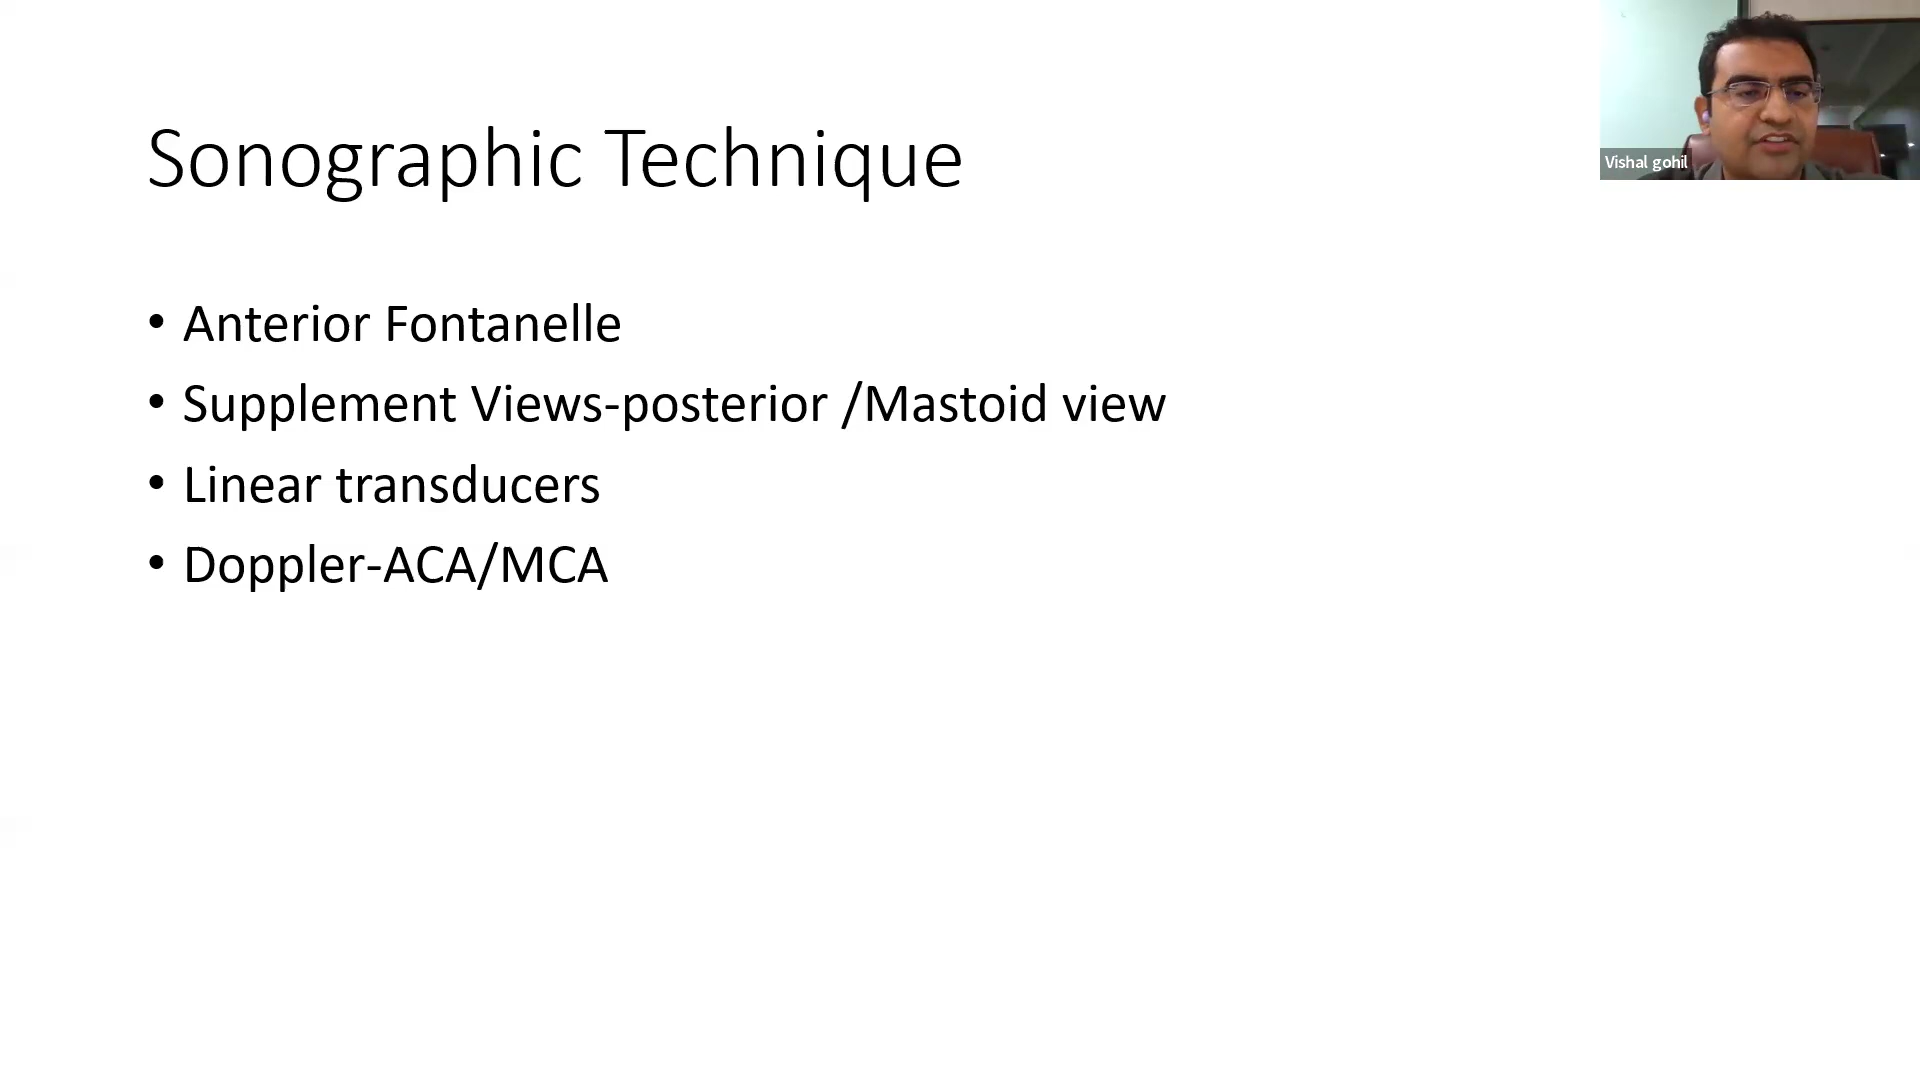 Sonographic Technique
• Anterior Fontanelle
• Supplement Views-posterior /Mastoid view
• Linear transducers
• Doppler-ACA/MCA
Vishal gohil